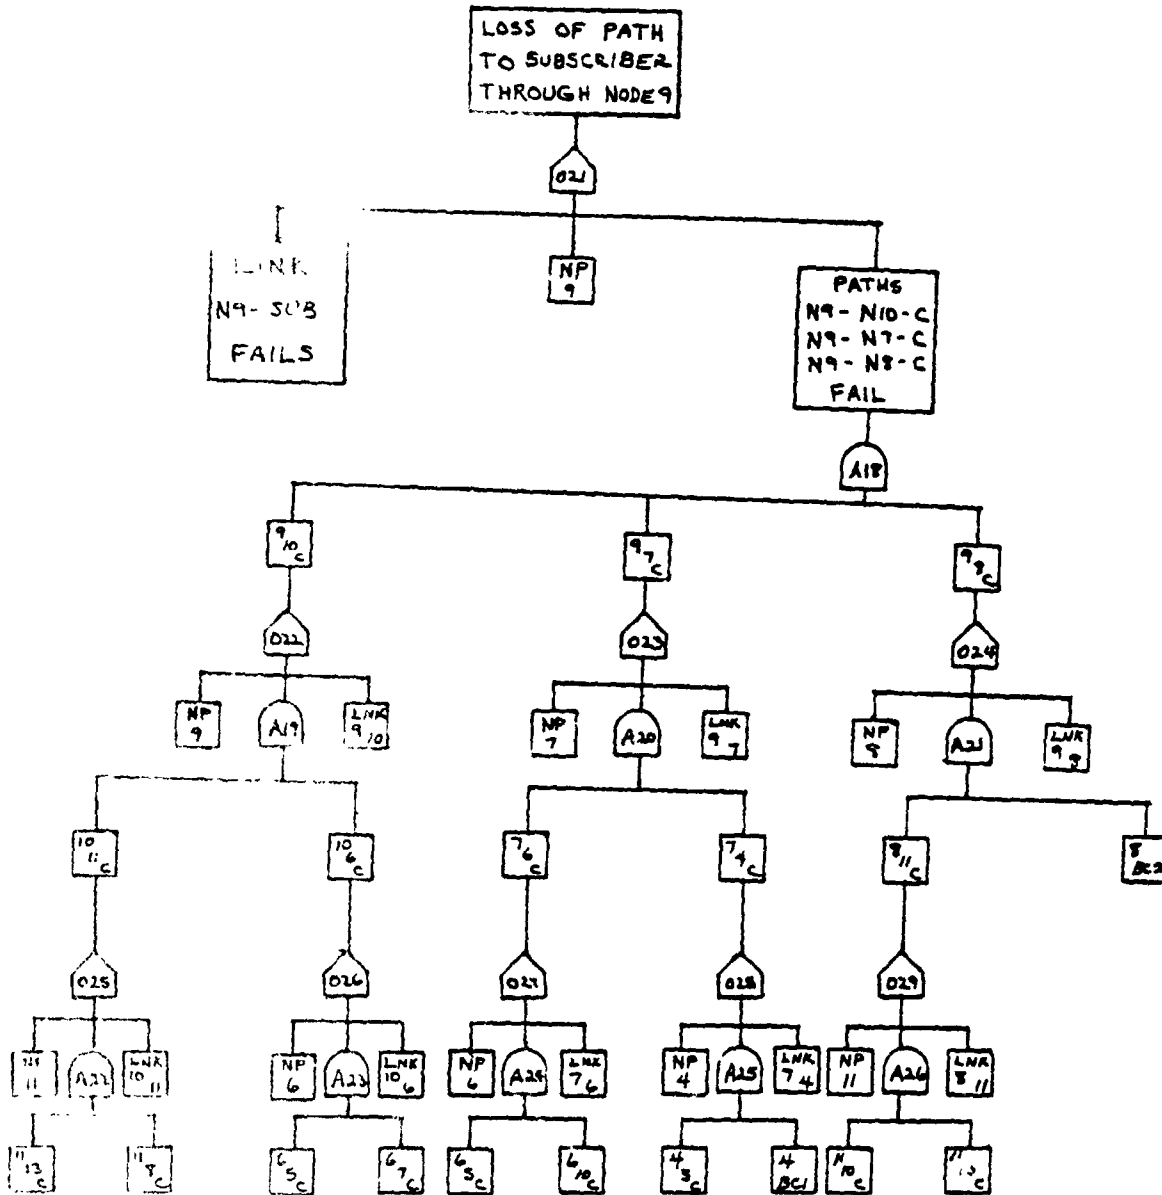 LOSS OF PATH
TO SUBSCRIBER
THROUGH NODE 9
O21
LINK
N9-SUB
FAILS
NP
9
PATHS
N9-N10-C
N9-N7-C
N9-N8-C
FAIL
A18
9 10 C
9 7 C
9 8 C
O22
O23
O24
NP
9
A19
LNK
9 10
NP
7
A20
LNK
9 7
NP
8
A21
LNK
9 8
10 11 C
10 6 C
7 6 C
7 4 C
8 11 C
8
BC2
O25
O26
O27
O28
O29
11
A22
LNK
10 11
NP
6
A23
LNK
10 6
NP
6
A24
LNK
7 6
NP
4
A25
LNK
7 4
NP
11
A26
LNK
8 11
11 13 C
11 8 C
6 5 C
6 7 C
6 5 C
6 10 C
4 C
4
BC1
11 10 C
11 C